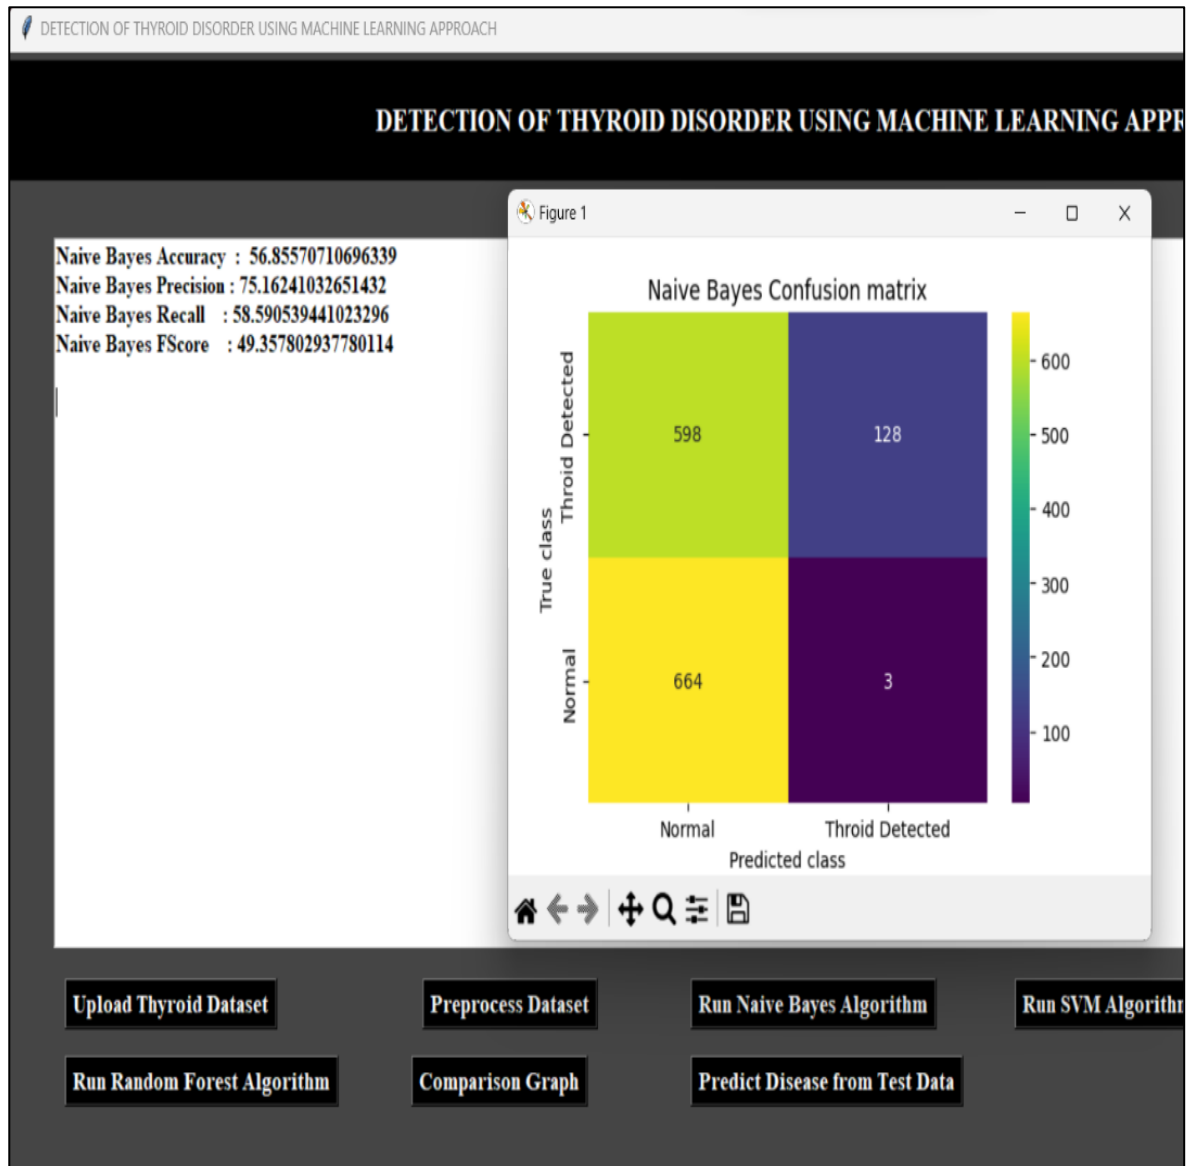 DETECTION OF THYROID DISORDER USING MACHINE LEARNING APPROACH
DETECTION OF THYROID DISORDER USING MACHINE LEARNING APPR
Figure 1
Naive Bayes Accuracy : 56.85570710696339
Naive Bayes Precision : 75.16241032651432
Naive Bayes Recall : 58.590539441023296
Naive Bayes FScore : 49.357802937780114
Naive Bayes Confusion matrix
True class
Throid Detected
Normal
598 128
664 3
Normal Throid Detected
Predicted class
600
500
400
300
200
100
Upload Thyroid Dataset Preprocess Dataset Run Naive Bayes Algorithm Run SVM Algorithm
Run Random Forest Algorithm Comparison Graph Predict Disease from Test Data